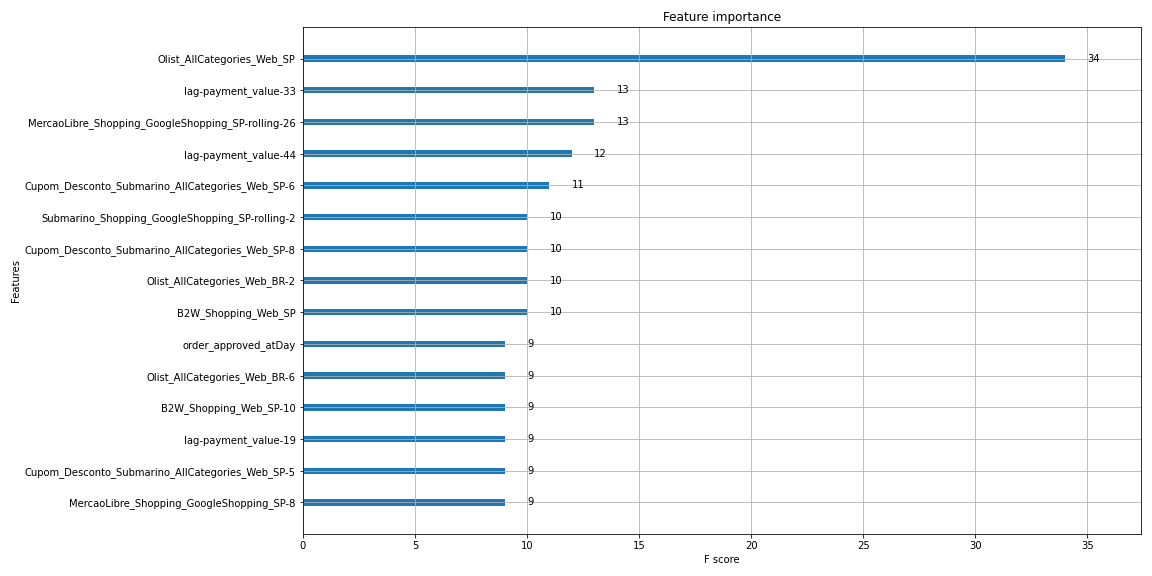 Feature importance
Features
Olist_AllCategories_Web_SP 34
lag-payment_value-33 13
MercaoLibre_Shopping_GoogleShopping_SP-rolling-26 13
lag-payment_value-44 12
Cupom_Desconto_Submarino_AllCategories_Web_SP-6 11
Submarino_Shopping_GoogleShopping_SP-rolling-2 10
Cupom_Desconto_Submarino_AllCategories_Web_SP-8 10
Olist_AllCategories_Web_BR-2 10
B2W_Shopping_Web_SP 10
order_approved_atDay 9
Olist_AllCategories_Web_BR-6 9
B2W_Shopping_Web_SP-10 9
lag-payment_value-19 9
Cupom_Desconto_Submarino_AllCategories_Web_SP-5 9
MercaoLibre_Shopping_GoogleShopping_SP-8 9
0 5 10 15 20 25 30 35
F score